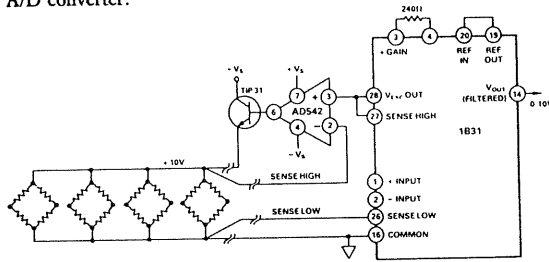 A/D converter.
240Ω
3
4
20
19
+ GAIN
REF IN
REF OUT
+ Vs
TIP 31
+ Vs
7
6
+ 3
AD542
- 2
4
- Vs
28
VEXC OUT
27
SENSE HIGH
VOUT
(FILTERED)
14
0-10V
1B31
+ 10V
SENSE HIGH
1
+ INPUT
2
- INPUT
SENSE LOW
26
SENSE LOW
16
COMMON